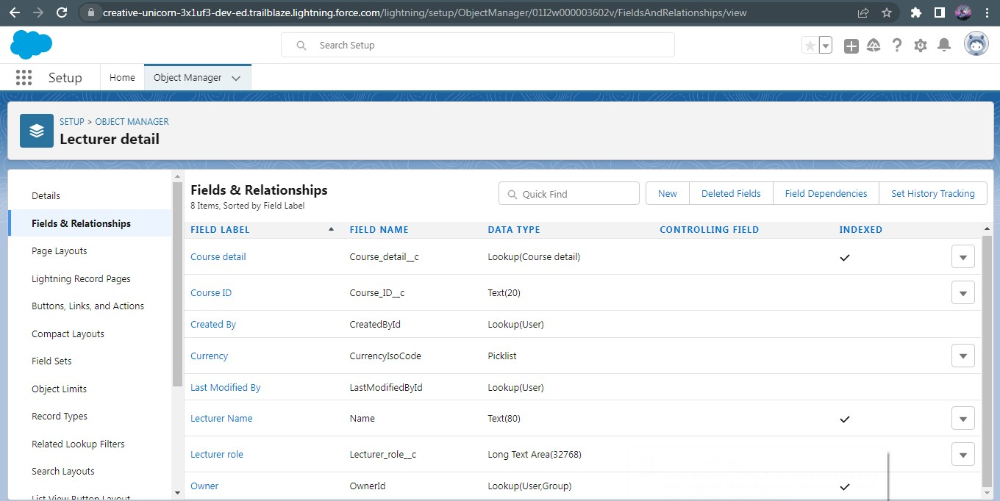 creative-unicorn-3x1uf3-dev-ed.trailblaze.lightning.force.com/lightning/setup/ObjectManager/01I2w000003602v/FieldsAndRelationships/view
Search Setup
Setup Home Object Manager
SETUP > OBJECT MANAGER
Lecturer detail
Details
Fields & Relationships
Page Layouts
Lightning Record Pages
Buttons, Links, and Actions
Compact Layouts
Field Sets
Object Limits
Record Types
Related Lookup Filters
Search Layouts
List View Button Layout
Fields & Relationships
8 Items, Sorted by Field Label
Quick Find New Deleted Fields Field Dependencies Set History Tracking
FIELD LABEL FIELD NAME DATA TYPE CONTROLLING FIELD INDEXED
Course detail Course_detail__c Lookup(Course detail)
Course ID Course_ID__c Text(20)
Created By CreatedById Lookup(User)
Currency CurrencyIsoCode Picklist
Last Modified By LastModifiedById Lookup(User)
Lecturer Name Name Text(80)
Lecturer role Lecturer_role__c Long Text Area(32768)
Owner OwnerId Lookup(User,Group)